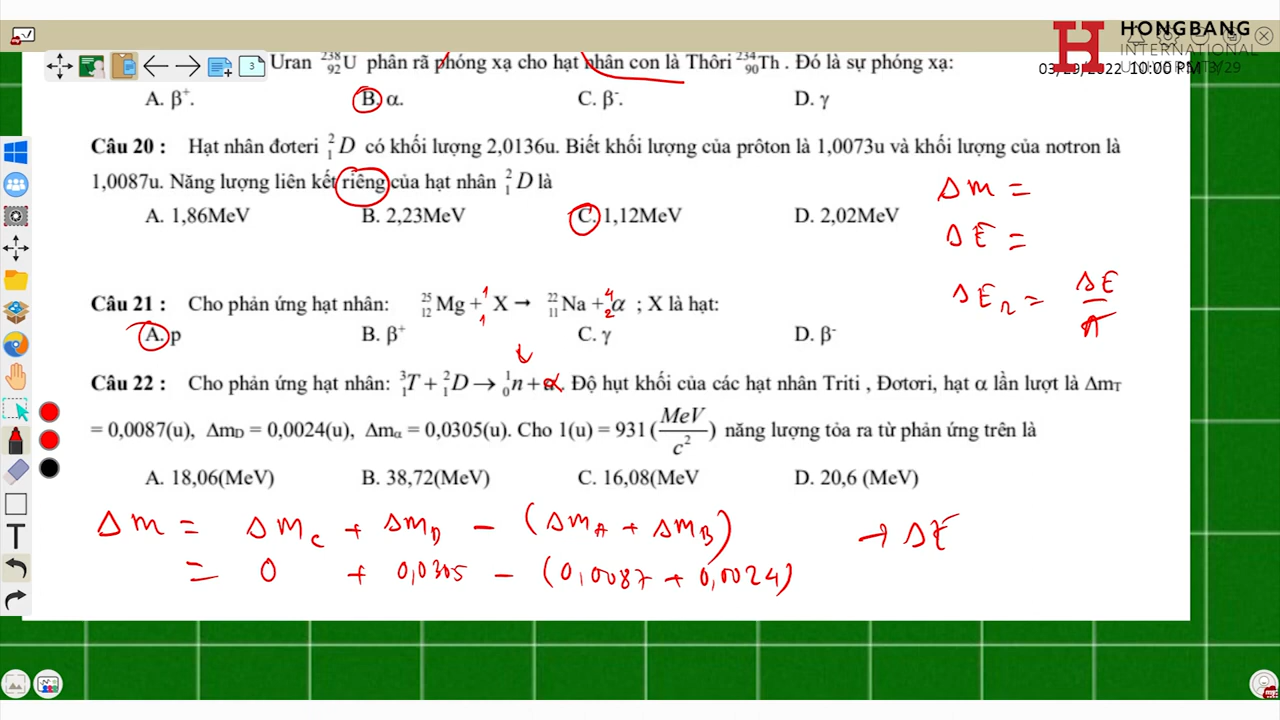 HONGBANG
INTERNATIONAL
UNIVERSITY
03/29/2022 10:00 PM 3/29
3
Uran ²³⁸₉₂U phân rã phóng xạ cho hạt nhân con là Thôri ²³⁴₉₀Th . Đó là sự phóng xạ:
A. β⁺. B. α. C. β⁻. D. γ
Câu 20 : Hạt nhân đơteri ²₁D có khối lượng 2,0136u. Biết khối lượng của prôton là 1,0073u và khối lượng của nơtron là
1,0087u. Năng lượng liên kết riêng của hạt nhân ²₁D là
A. 1,86MeV B. 2,23MeV C. 1,12MeV D. 2,02MeV
Δm =
ΔE =
ΔEr = ΔE/A
Câu 21 : Cho phản ứng hạt nhân: ²⁵₁₂Mg + ¹₁X → ²²₁₁Na + ⁴₂α ; X là hạt:
A. p B. β⁺ C. γ D. β⁻
Câu 22 : Cho phản ứng hạt nhân: ³₁T + ²₁D → ¹₀n + α. Độ hụt khối của các hạt nhân Triti , Đơtơri, hạt α lần lượt là Δm_T
= 0,0087(u), Δm_D = 0,0024(u), Δm_α = 0,0305(u). Cho 1(u) = 931 (MeV/c²) năng lượng tỏa ra từ phản ứng trên là
A. 18,06(MeV) B. 38,72(MeV) C. 16,08(MeV D. 20,6 (MeV)
Δm = Δm_C + Δm_D − (Δm_A + Δm_B) → ΔE
= 0 + 0,0305 − (0,0087 + 0,0024)